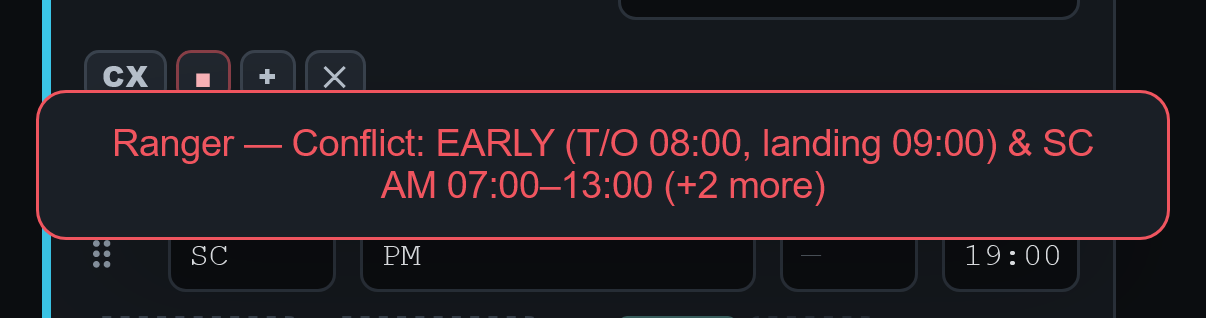 CX ■ + ×
Ranger — Conflict: EARLY (T/O 08:00, landing 09:00) & SC
AM 07:00–13:00 (+2 more)
SC PM — 19:00